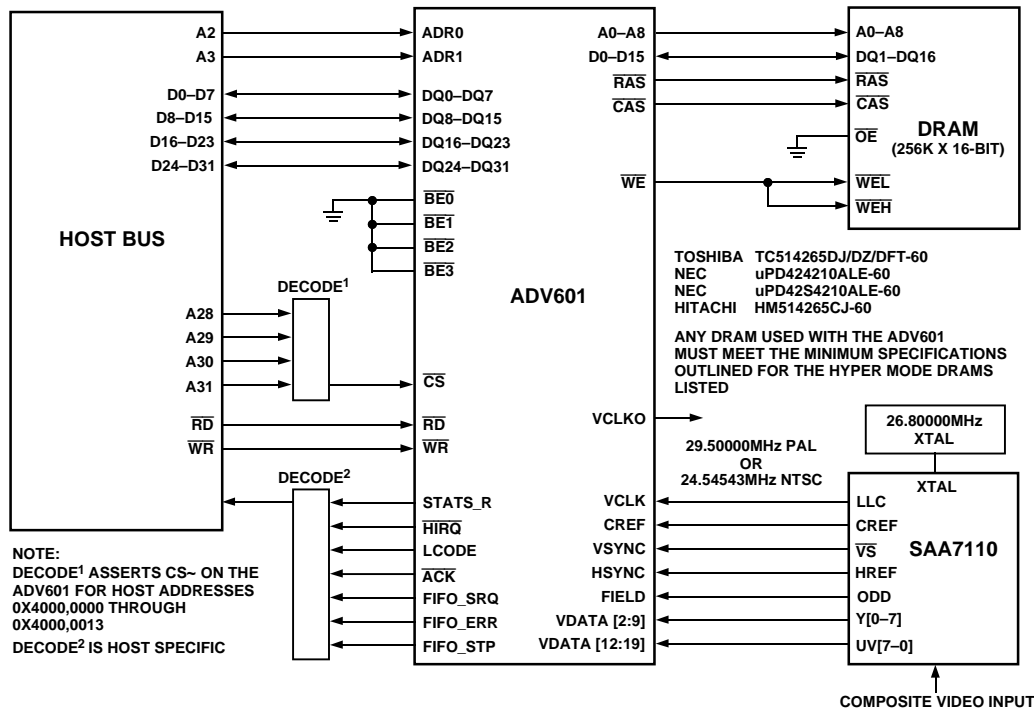 HOST BUS
A2
A3
D0–D7
D8–D15
D16–D23
D24–D31
A28
A29
A30
A31
RD
WR
DECODE1
DECODE2
ADV601
ADR0
ADR1
DQ0–DQ7
DQ8–DQ15
DQ16–DQ23
DQ24–DQ31
BE0
BE1
BE2
BE3
CS
RD
WR
STATS_R
HIRQ
LCODE
ACK
FIFO_SRQ
FIFO_ERR
FIFO_STP
A0–A8
D0–D15
RAS
CAS
WE
VCLKO
VCLK
CREF
VSYNC
HSYNC
FIELD
VDATA [2:9]
VDATA [12:19]
A0–A8
DQ1–DQ16
RAS
CAS
OE
WEL
WEH
DRAM
(256K X 16-BIT)
TOSHIBA TC514265DJ/DZ/DFT-60
NEC uPD424210ALE-60
NEC uPD42S4210ALE-60
HITACHI HM514265CJ-60
ANY DRAM USED WITH THE ADV601
MUST MEET THE MINIMUM SPECIFICATIONS
OUTLINED FOR THE HYPER MODE DRAMS
LISTED
26.80000MHz
XTAL
29.50000MHz PAL
OR
24.54543MHz NTSC
XTAL
LLC
CREF
VS
HREF
ODD
Y[0–7]
UV[7–0]
SAA7110
COMPOSITE VIDEO INPUT
NOTE:
DECODE1 ASSERTS CS~ ON THE
ADV601 FOR HOST ADDRESSES
0X4000,0000 THROUGH
0X4000,0013
DECODE2 IS HOST SPECIFIC